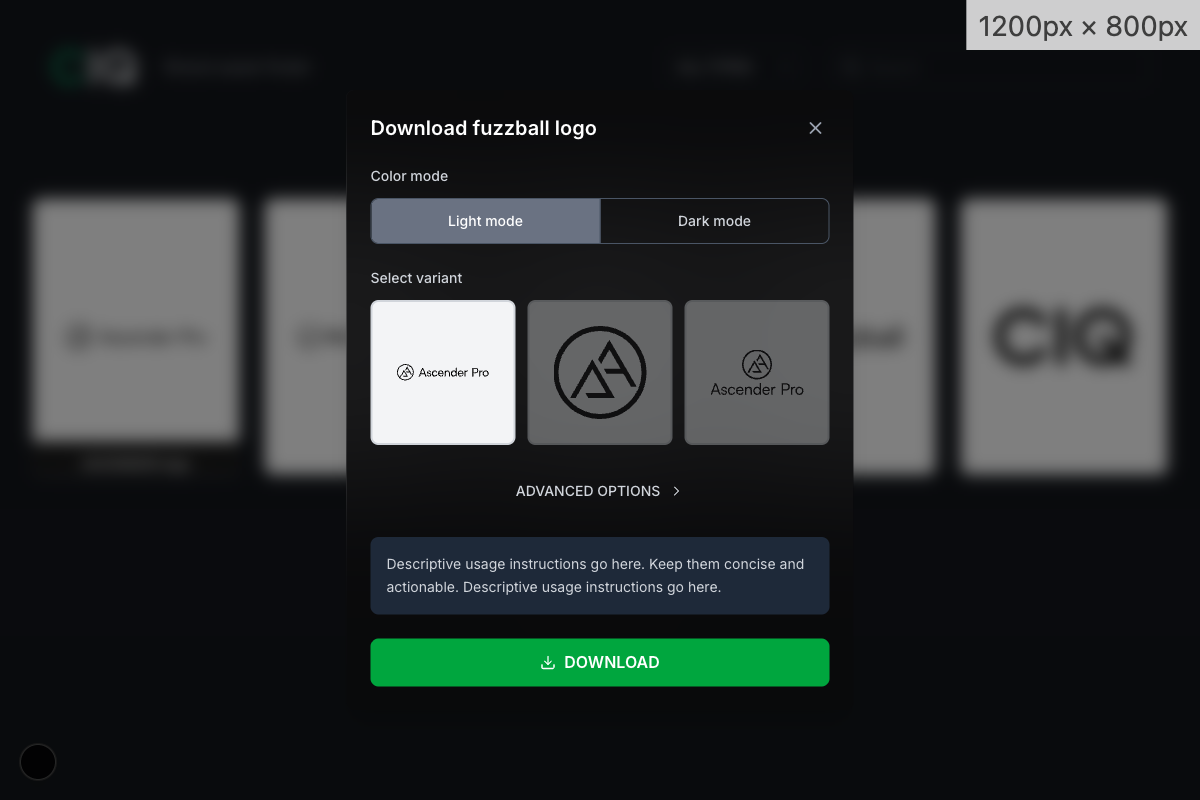 1200px × 800px
CIQ
Download fuzzball logo
Color mode
Light mode
Dark mode
Select variant
Ascender Pro
Ascender Pro
ADVANCED OPTIONS
Descriptive usage instructions go here. Keep them concise and
actionable. Descriptive usage instructions go here.
DOWNLOAD
CIQ